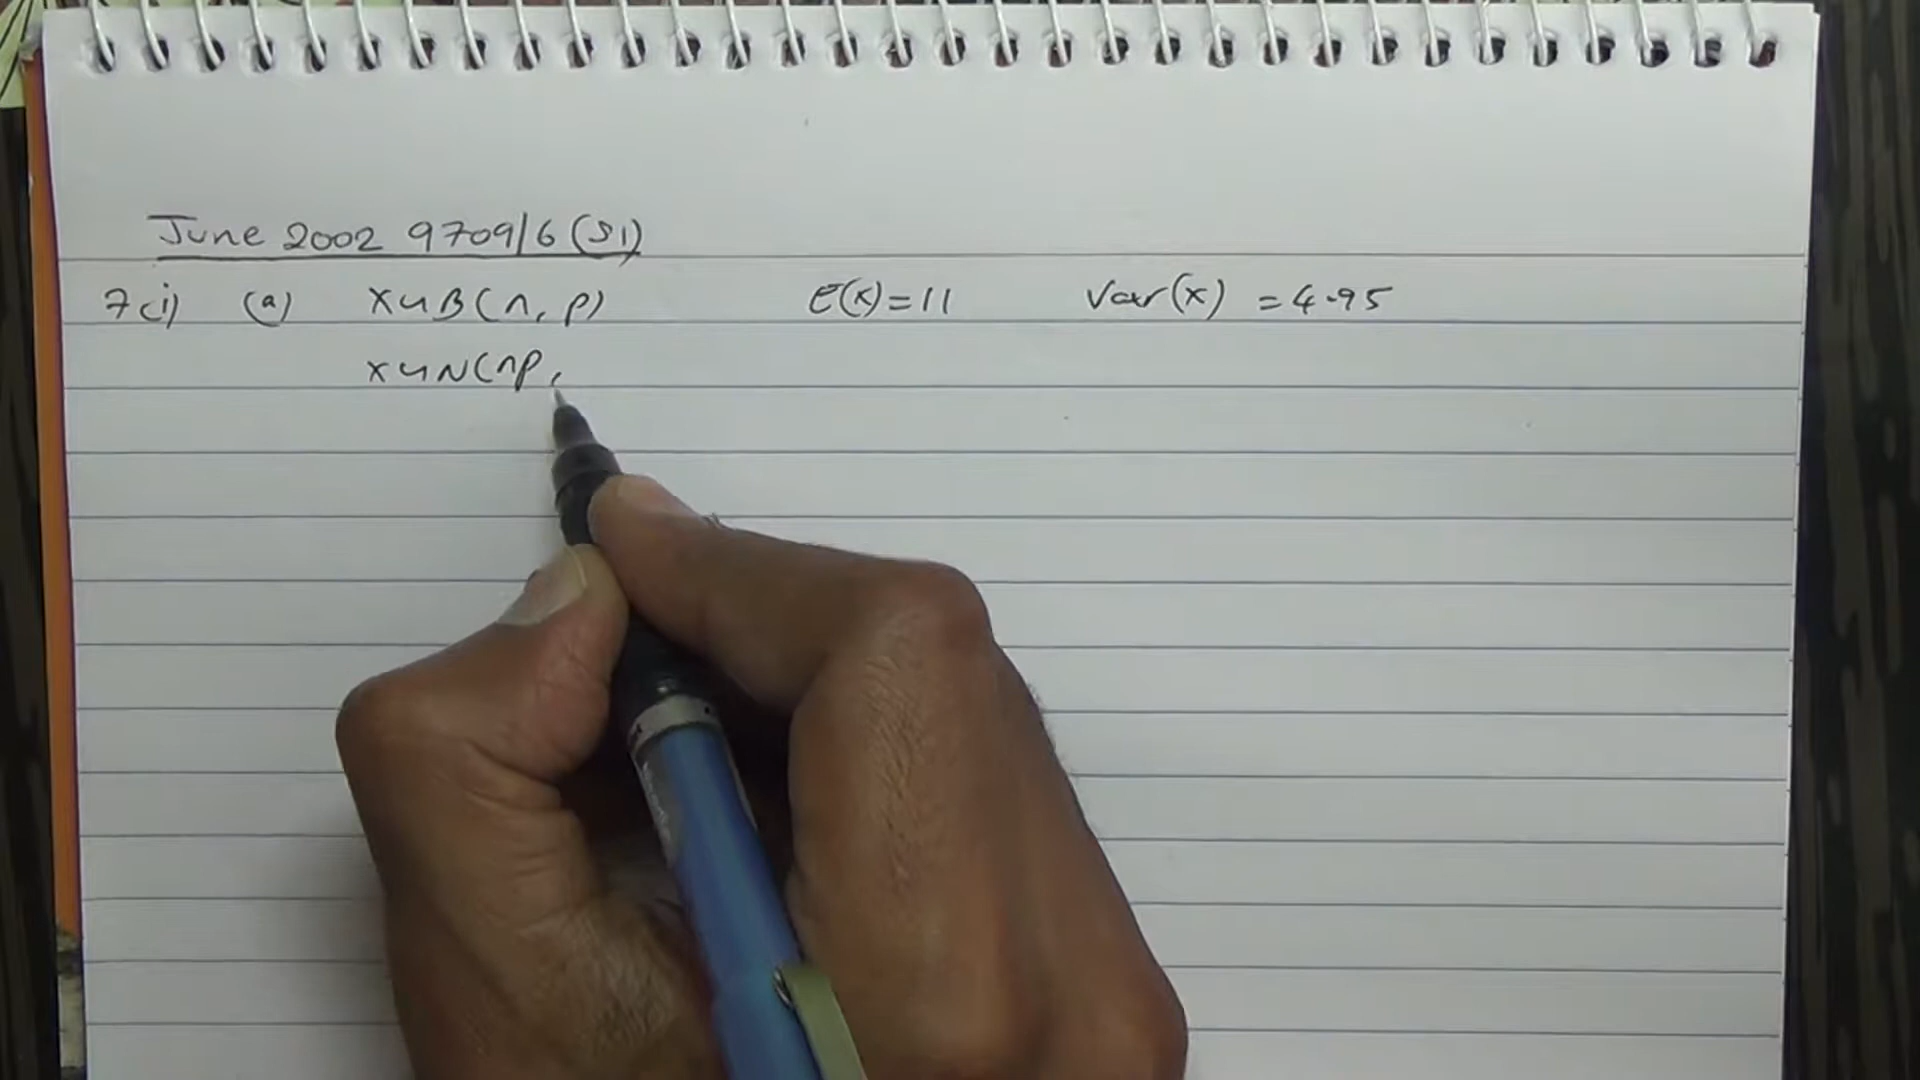 June 2002 9709/6 (S1)
7(i) (a) X~B(n, p) E(x)=11 Var(x) =4.95
X~N(np,